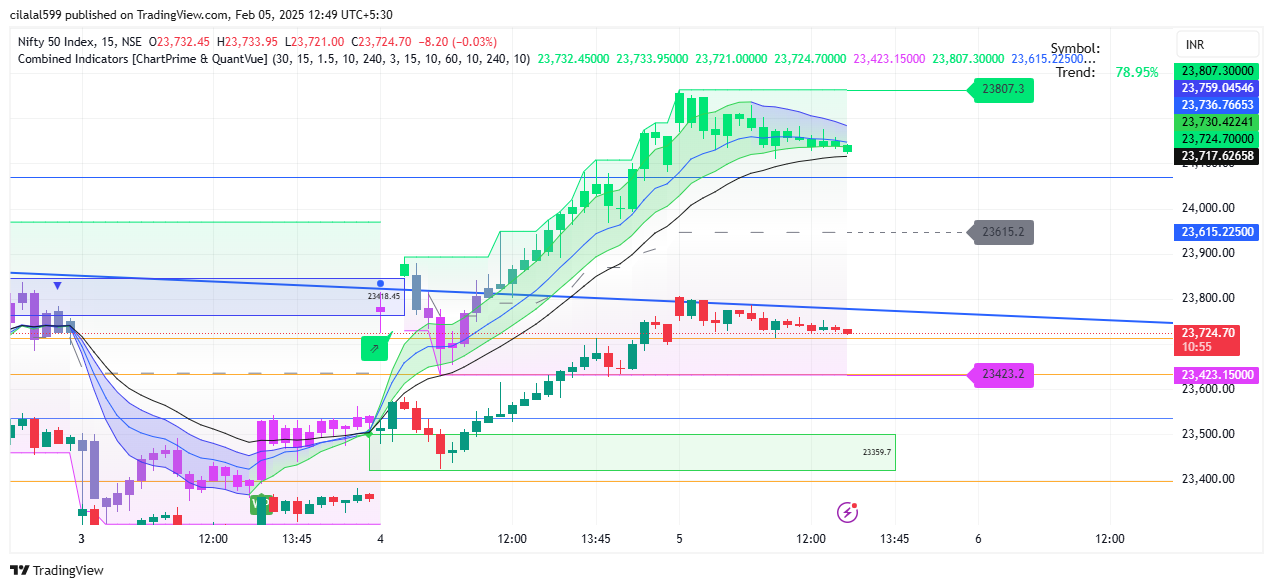 cilalal599 published on TradingView.com, Feb 05, 2025 12:49 UTC+5:30
Nifty 50 Index, 15, NSE O23,732.45 H23,733.95 L23,721.00 C23,724.70 −8.20 (−0.03%)
Combined Indicators [ChartPrime & QuantVue] (30, 15, 1.5, 10, 240, 3, 15, 10, 60, 10, 240, 10) 23,732.45000 23,733.95000 23,721.00000 23,724.70000 23,423.15000 23,807.30000 23,615.22500...
Symbol:
Trend: 78.95%
INR
23,807.30000
23,759.04546
23,736.76653
23,730.42241
23,724.70000
23,717.62658
24,000.00
23,615.22500
23,900.00
23,800.00
23,724.70
10:55
23,423.15000
23,600.00
23,500.00
23,400.00
23807.3
23615.2
23423.2
23418.45
23359.7
3 12:00 13:45 4 12:00 13:45 5 12:00 13:45 6 12:00
TradingView